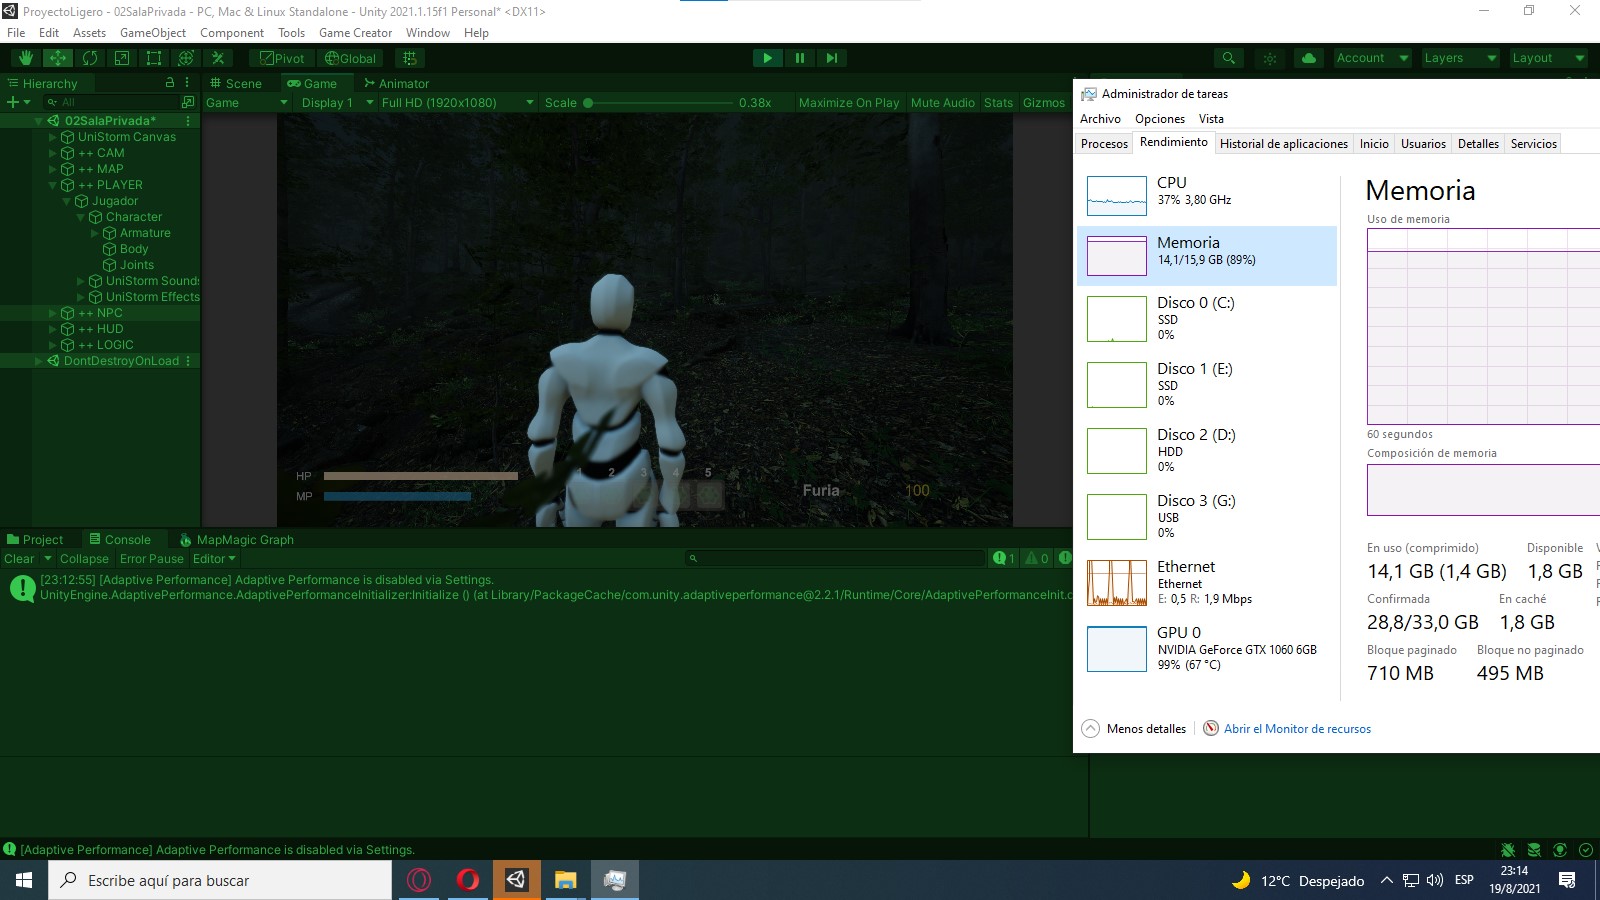 ProyectoLigero - 02SalaPrivada - PC, Mac & Linux Standalone - Unity 2021.1.15f1 Personal* <DX11>
File Edit Assets GameObject Component Tools Game Creator Window Help
Pivot Global Account Layers Layout
Hierarchy
All
02SalaPrivada*
UniStorm Canvas
++ CAM
++ MAP
++ PLAYER
Jugador
Character
Armature
Body
Joints
UniStorm Sound
UniStorm Effects
++ NPC
++ HUD
++ LOGIC
DontDestroyOnLoad
Scene Game Animator
Game Display 1 Full HD (1920x1080) Scale 0.38x Maximize On Play Mute Audio Stats Gizmos
HP
MP
1 2 3 4 5
Furia 100
Project Console MapMagic Graph
Clear Collapse Error Pause Editor 1 0
[23:12:55] [Adaptive Performance] Adaptive Performance is disabled via Settings.
UnityEngine.AdaptivePerformance.AdaptivePerformanceInitializer:Initialize () (at Library/PackageCache/com.unity.adaptiveperformance@2.2.1/Runtime/Core/AdaptivePerformanceInit.c
[Adaptive Performance] Adaptive Performance is disabled via Settings.
Administrador de tareas
Archivo Opciones Vista
Procesos Rendimiento Historial de aplicaciones Inicio Usuarios Detalles Servicios
CPU
37% 3,80 GHz
Memoria
14,1/15,9 GB (89%)
Disco 0 (C:)
SSD
0%
Disco 1 (E:)
SSD
0%
Disco 2 (D:)
HDD
0%
Disco 3 (G:)
USB
0%
Ethernet
Ethernet
E: 0,5 R: 1,9 Mbps
GPU 0
NVIDIA GeForce GTX 1060 6GB
99% (67 °C)
Memoria
Uso de memoria
60 segundos
Composición de memoria
En uso (comprimido) Disponible
14,1 GB (1,4 GB) 1,8 GB
Confirmada En caché
28,8/33,0 GB 1,8 GB
Bloque paginado Bloque no paginado
710 MB 495 MB
Menos detalles Abrir el Monitor de recursos
Escribe aquí para buscar
12°C Despejado ESP
23:14
19/8/2021